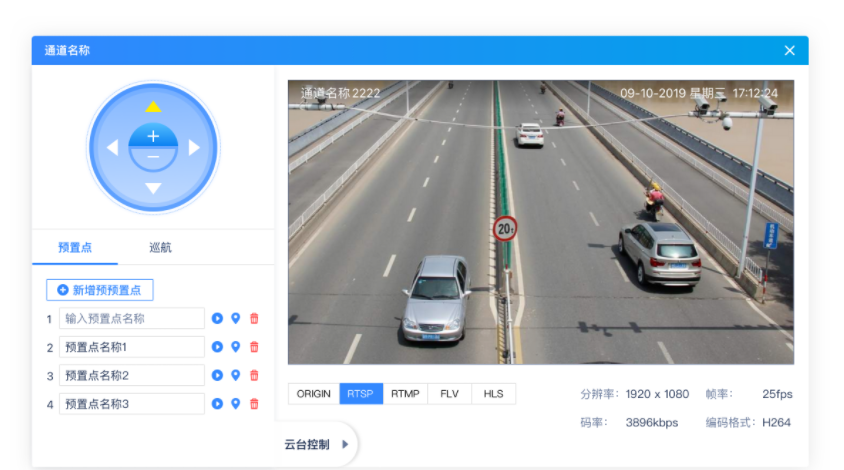 通道名称
通道名称2222
09-10-2019 星期三 17:12:24
20t
预置点 巡航
新增预预置点
1 输入预置点名称
2 预置点名称1
3 预置点名称2
4 预置点名称3
ORIGIN RTSP RTMP FLV HLS
分辨率: 1920 x 1080 帧率: 25fps
码率: 3896kbps 编码格式: H264
云台控制